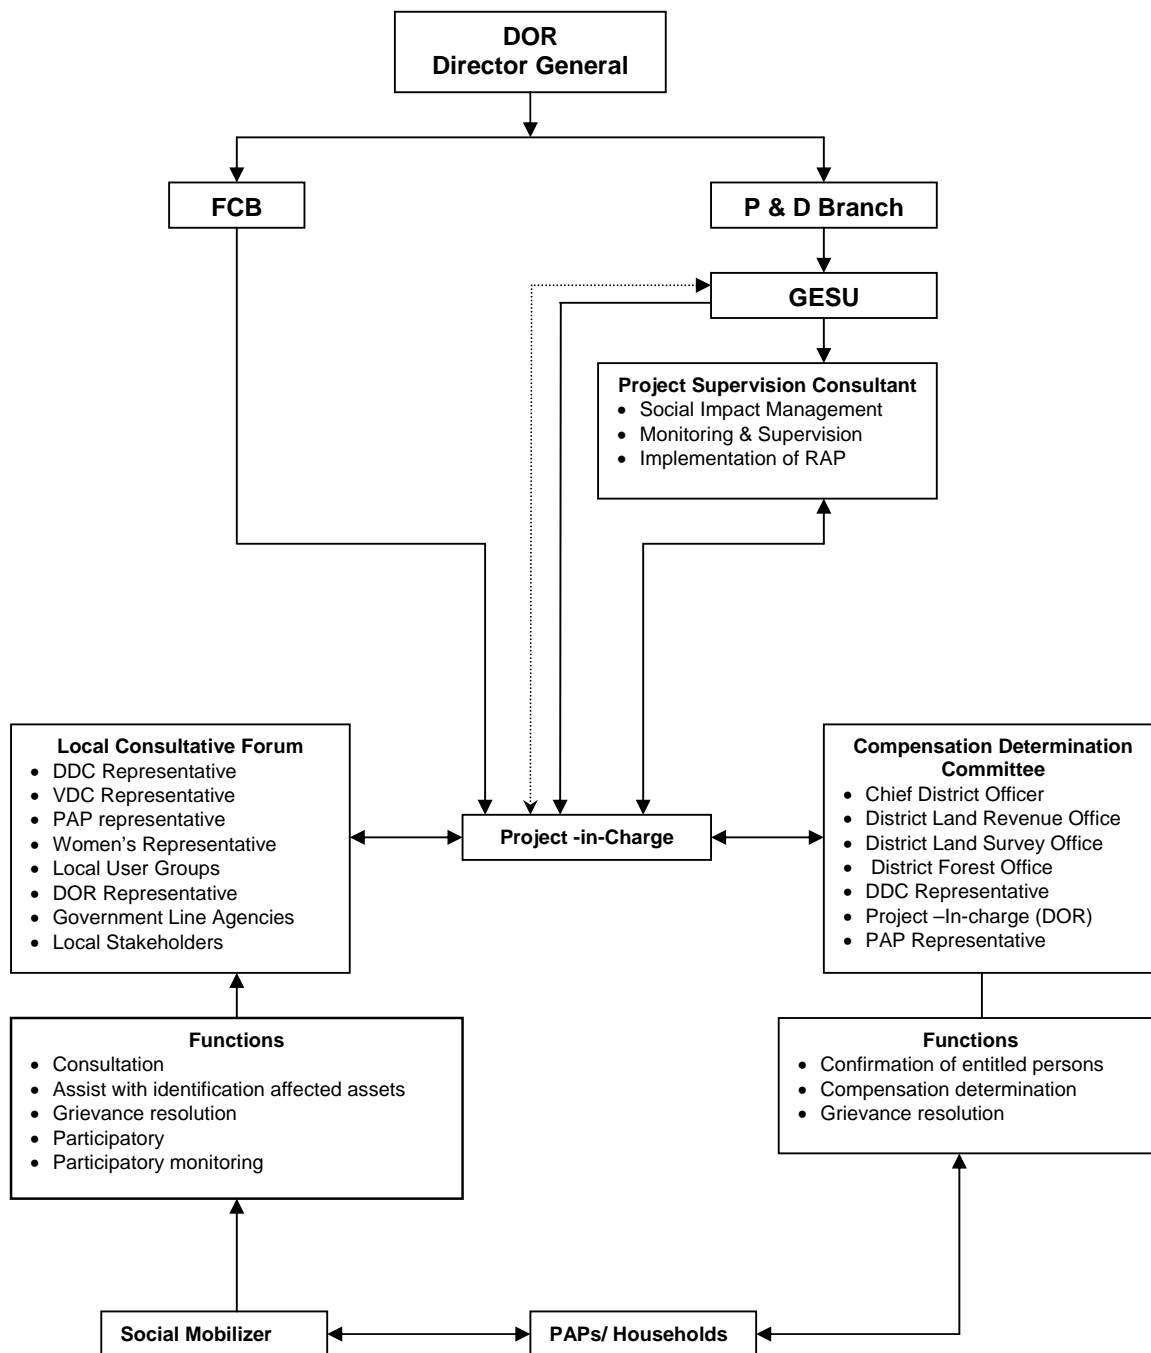 DOR
Director General
FCB
P & D Branch
GESU
Project Supervision Consultant
• Social Impact Management
• Monitoring & Supervision
• Implementation of RAP
Local Consultative Forum
• DDC Representative
• VDC Representative
• PAP representative
• Women’s Representative
• Local User Groups
• DOR Representative
• Government Line Agencies
• Local Stakeholders
Project -in-Charge
Compensation Determination
Committee
• Chief District Officer
• District Land Revenue Office
• District Land Survey Office
• District Forest Office
• DDC Representative
• Project –In-charge (DOR)
• PAP Representative
Functions
• Consultation
• Assist with identification affected assets
• Grievance resolution
• Participatory
• Participatory monitoring
Functions
• Confirmation of entitled persons
• Compensation determination
• Grievance resolution
Social Mobilizer
PAPs/ Households